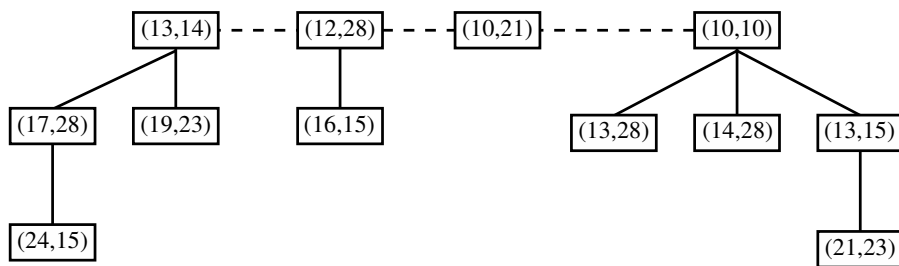 (13,14) (12,28) (10,21) (10,10)
(17,28) (19,23) (16,15) (13,28) (14,28) (13,15)
(24,15) (21,23)